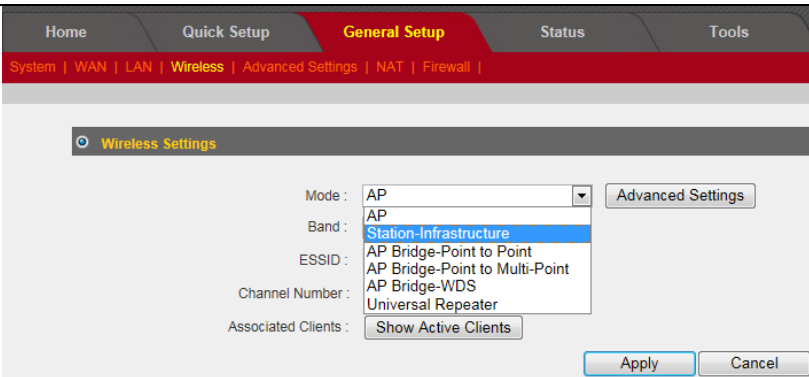 Home Quick Setup General Setup Status Tools
System | WAN | LAN | Wireless | Advanced Settings | NAT | Firewall |
Wireless Settings
Mode : AP Advanced Settings
AP
Band : Station-Infrastructure
AP Bridge-Point to Point
ESSID : AP Bridge-Point to Multi-Point
AP Bridge-WDS
Channel Number : Universal Repeater
Associated Clients : Show Active Clients
Apply Cancel